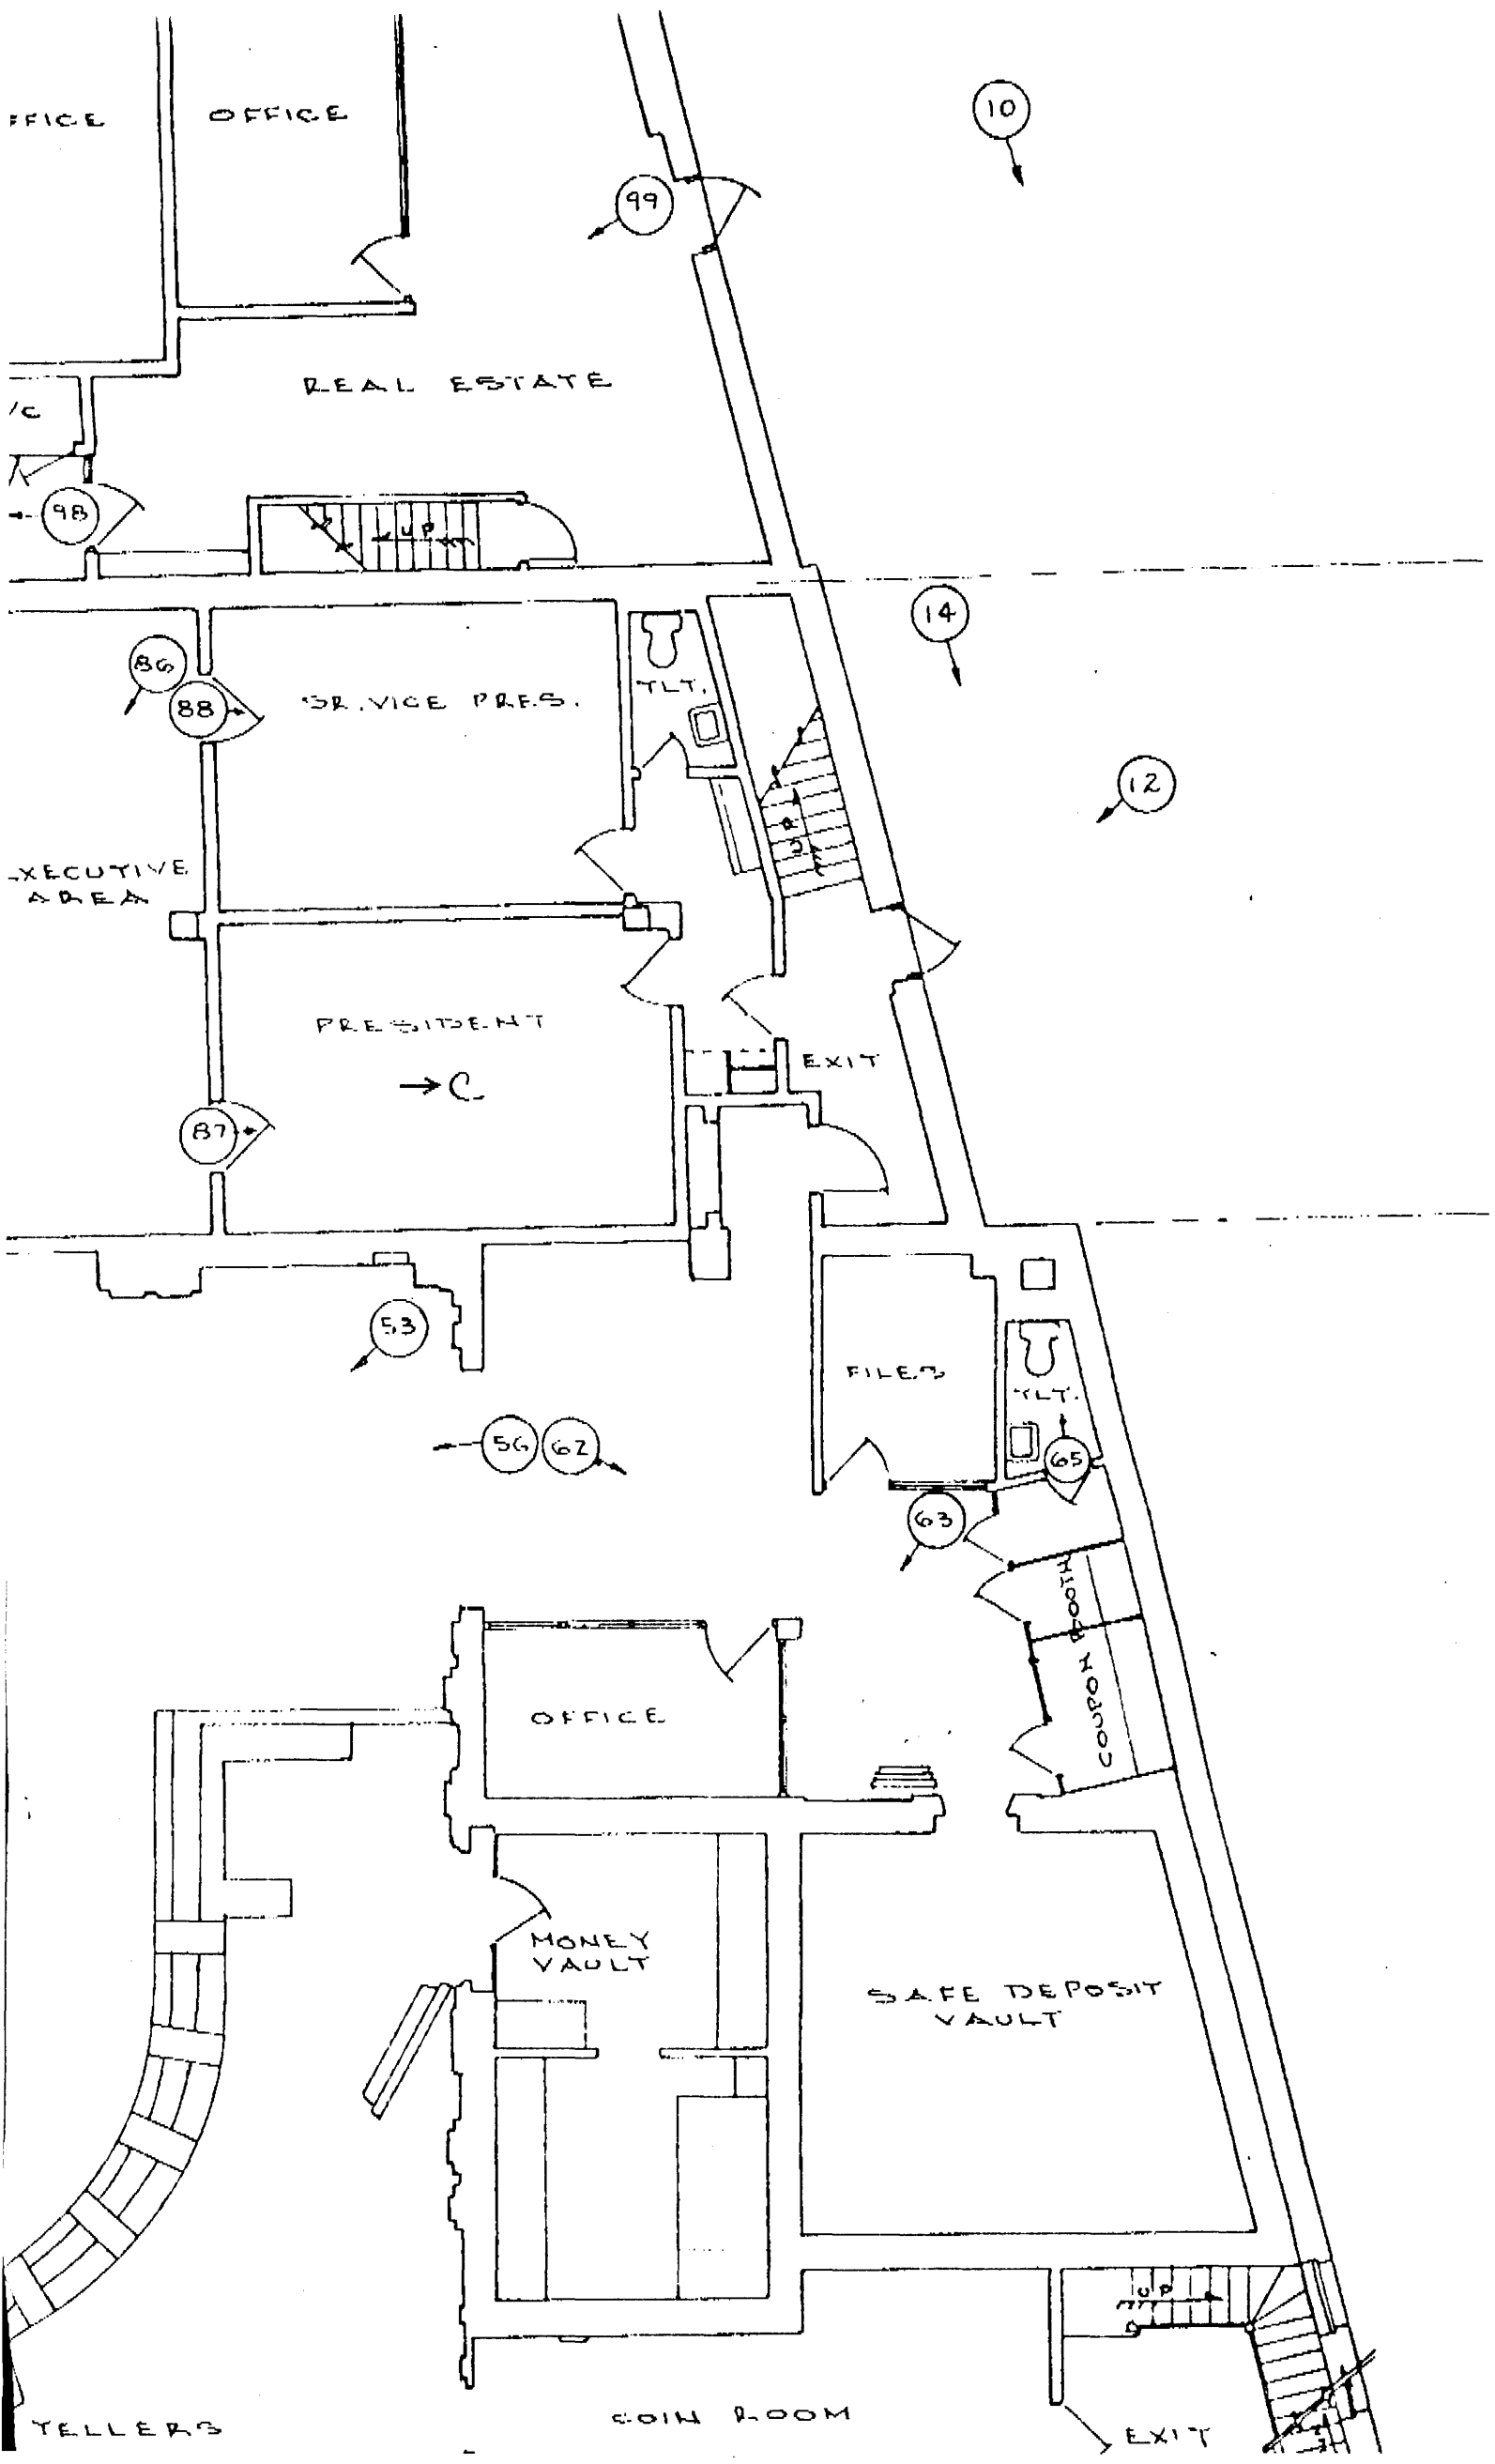 10
FFICE
OFFICE
99
REAL ESTATE
/C
98
UP
14
86
88
SR. VICE PRES.
TLT.
12
UP
EXECUTIVE
AREA
PRESIDENT
EXIT
→ C
87
53
FILES
TLT.
56
62
65
63
COUPON BOOTH
OFFICE
MONEY
VAULT
SAFE DEPOSIT
VAULT
UP
COIN ROOM
TELLERS
EXIT